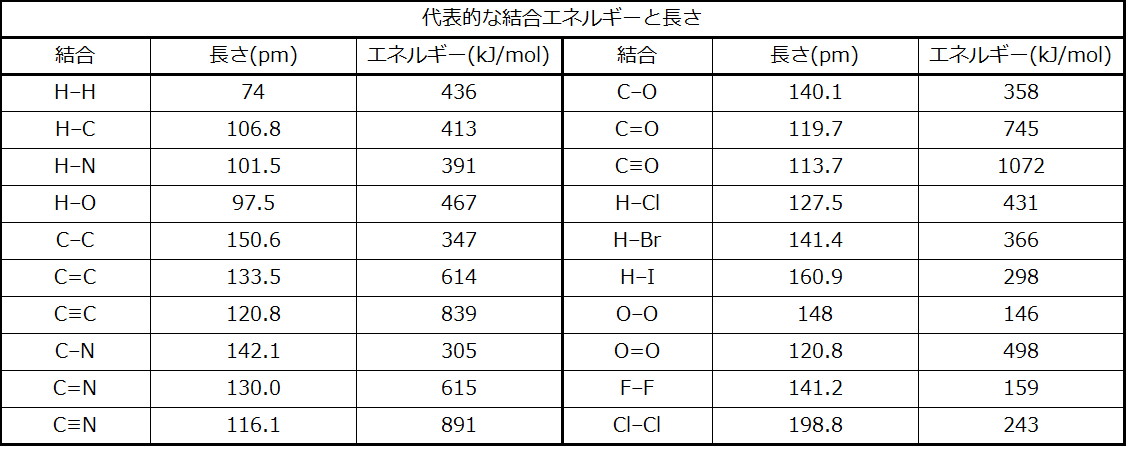 代表的な結合エネルギーと長さ
結合 長さ(pm) エネルギー(kJ/mol) 結合 長さ(pm) エネルギー(kJ/mol)
H–H 74 436 C–O 140.1 358
H–C 106.8 413 C=O 119.7 745
H–N 101.5 391 C≡O 113.7 1072
H–O 97.5 467 H–Cl 127.5 431
C–C 150.6 347 H–Br 141.4 366
C=C 133.5 614 H–I 160.9 298
C≡C 120.8 839 O–O 148 146
C–N 142.1 305 O=O 120.8 498
C=N 130.0 615 F–F 141.2 159
C≡N 116.1 891 Cl–Cl 198.8 243